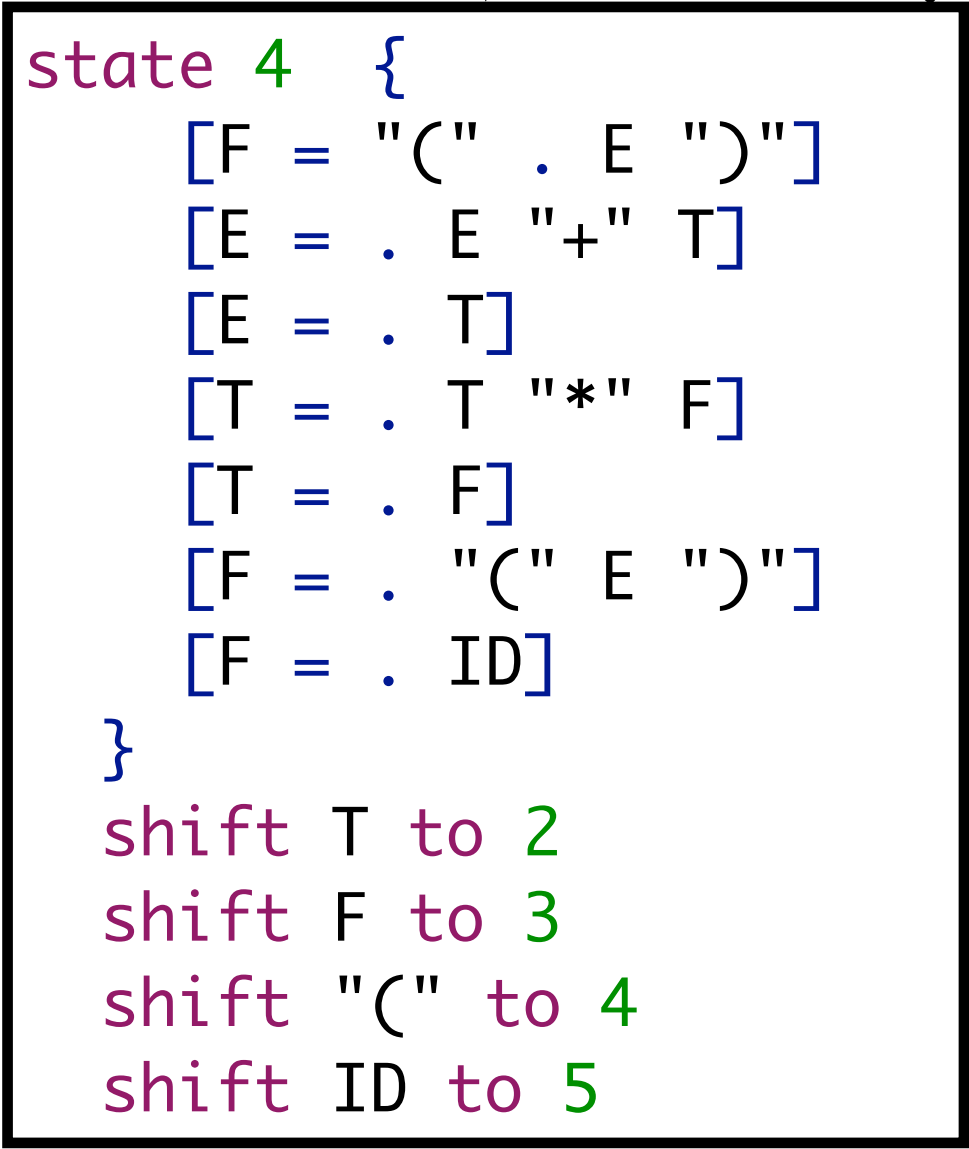 state 4 {
[F = "(" . E ")"]
[E = . E "+" T]
[E = . T]
[T = . T "*" F]
[T = . F]
[F = . "(" E ")"]
[F = . ID]
}
shift T to 2
shift F to 3
shift "(" to 4
shift ID to 5